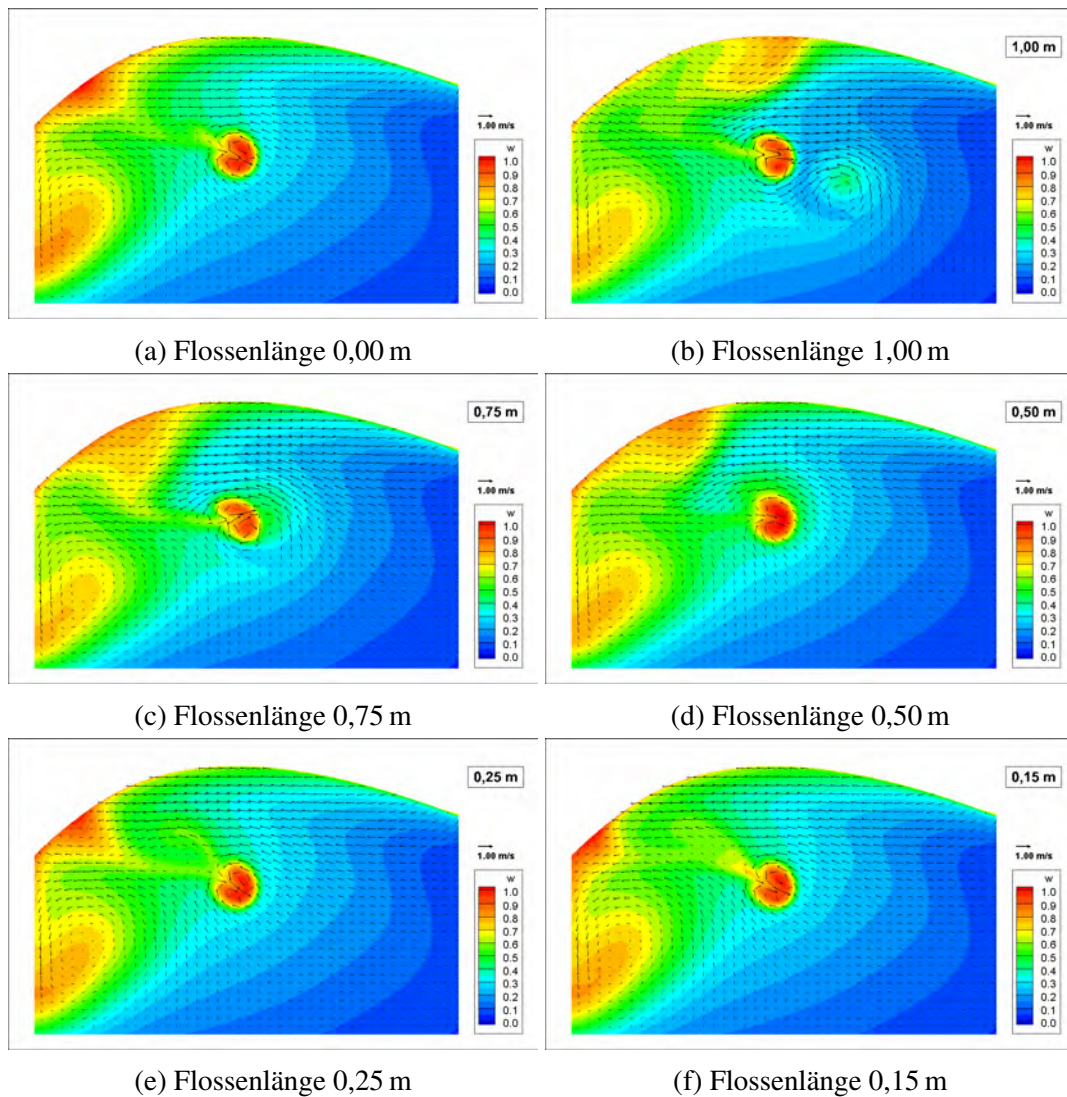 1.00 m/s
w
1.0
0.9
0.8
0.7
0.6
0.5
0.4
0.3
0.2
0.1
0.0
(a) Flossenlänge 0,00 m
1,00 m
1.00 m/s
w
1.0
0.9
0.8
0.7
0.6
0.5
0.4
0.3
0.2
0.1
0.0
(b) Flossenlänge 1,00 m
0,75 m
1.00 m/s
w
1.0
0.9
0.8
0.7
0.6
0.5
0.4
0.3
0.2
0.1
0.0
(c) Flossenlänge 0,75 m
0,50 m
1.00 m/s
w
1.0
0.9
0.8
0.7
0.6
0.5
0.4
0.3
0.2
0.1
0.0
(d) Flossenlänge 0,50 m
0,25 m
1.00 m/s
w
1.0
0.9
0.8
0.7
0.6
0.5
0.4
0.3
0.2
0.1
0.0
(e) Flossenlänge 0,25 m
0,15 m
1.00 m/s
w
1.0
0.9
0.8
0.7
0.6
0.5
0.4
0.3
0.2
0.1
0.0
(f) Flossenlänge 0,15 m